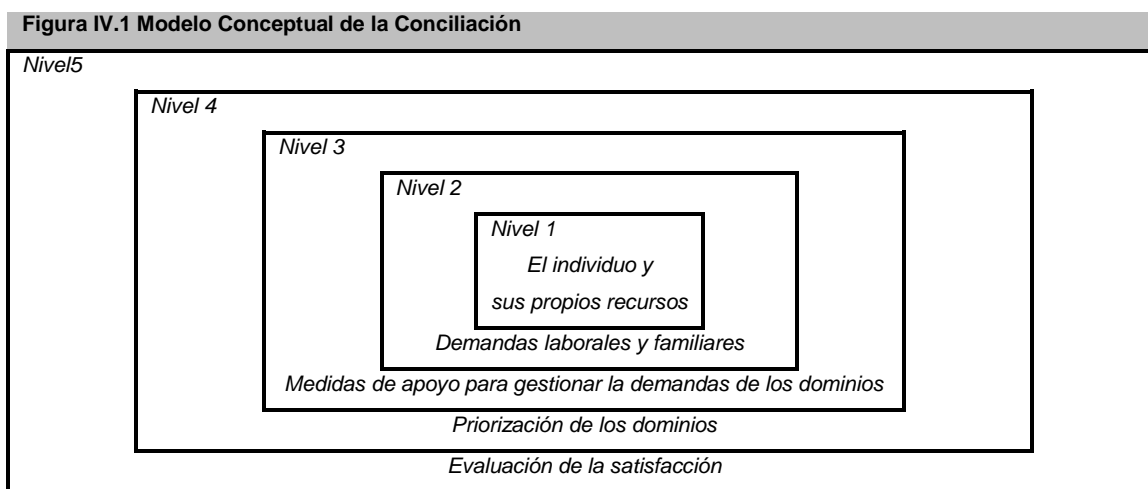 Figura IV.1 Modelo Conceptual de la Conciliación
Nivel5
Nivel 4
Nivel 3
Nivel 2
Nivel 1
El individuo y
sus propios recursos
Demandas laborales y familiares
Medidas de apoyo para gestionar la demandas de los dominios
Priorización de los dominios
Evaluación de la satisfacción